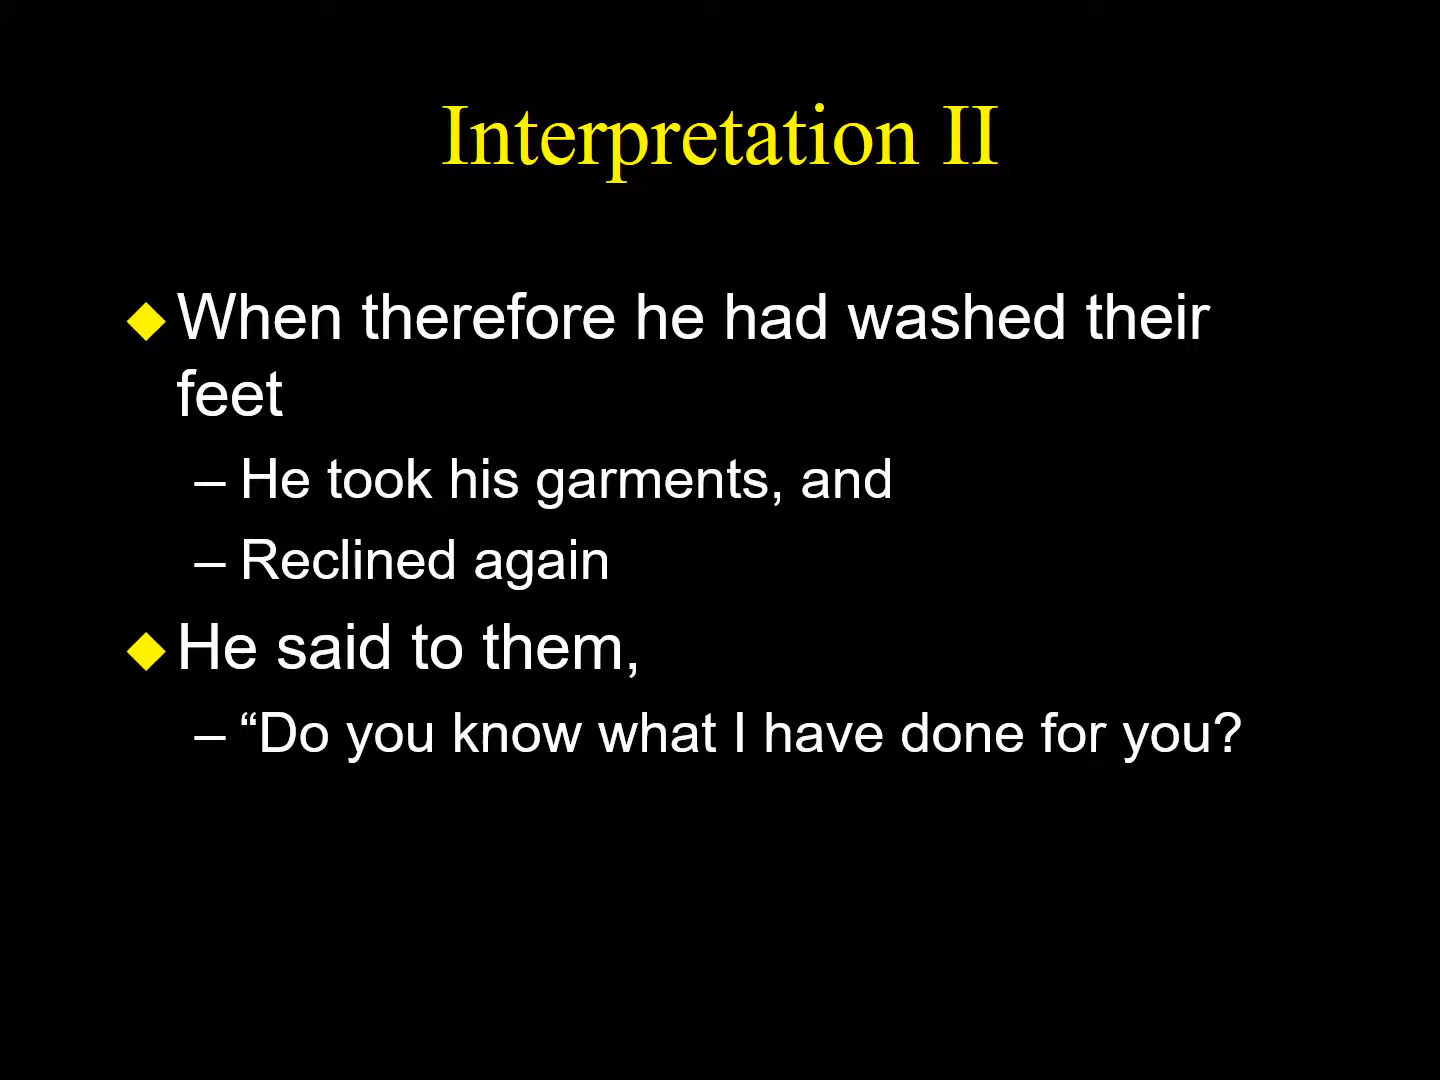 Interpretation II
◆ When therefore he had washed their
feet
– He took his garments, and
– Reclined again
◆ He said to them,
– “Do you know what I have done for you?